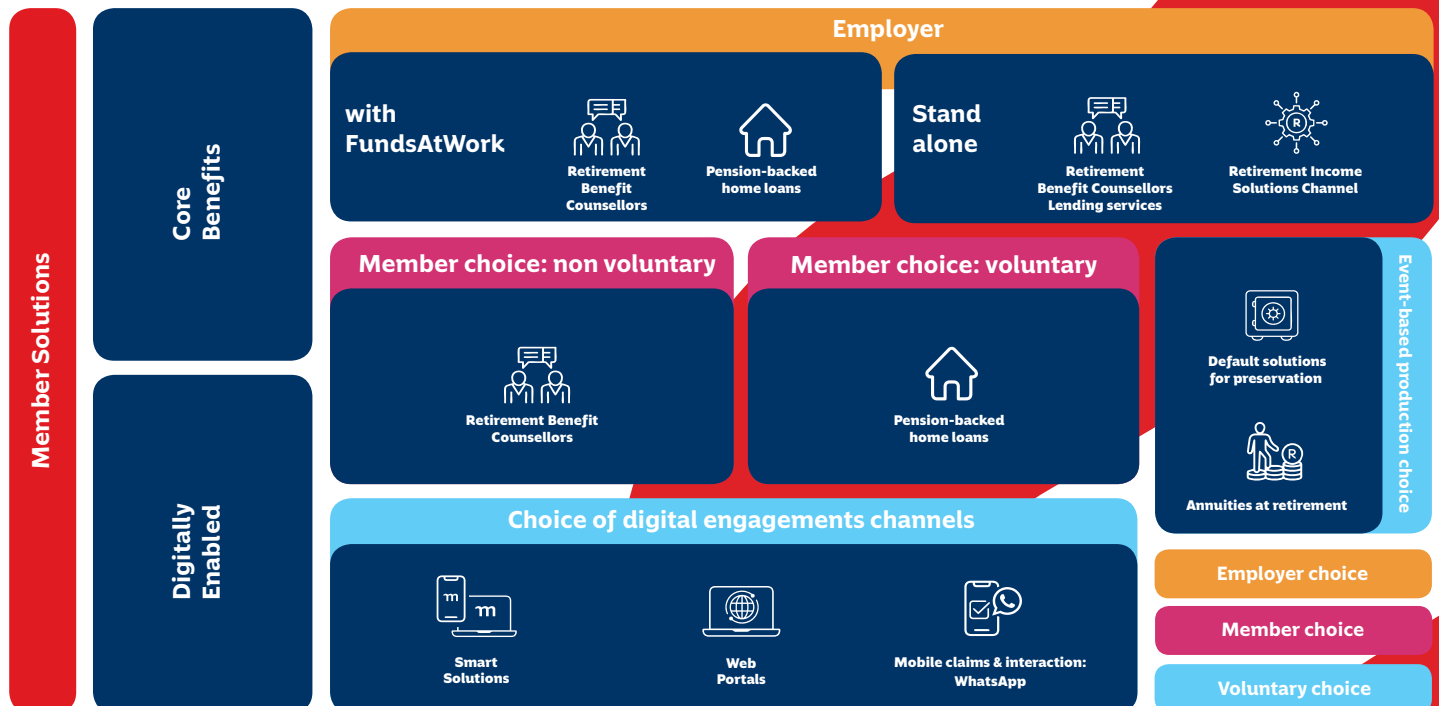 Member Solutions
Core
Benefits
Digitally
Enabled
Employer
with
FundsAtWork
Retirement
Benefit
Counsellors
Pension-backed
home loans
Stand
alone
Retirement
Benefit Counsellors
Lending services
R
Retirement Income
Solutions Channel
Member choice: non voluntary
Retirement Benefit
Counsellors
Member choice: voluntary
Pension-backed
home loans
Default solutions
for preservation
R
Annuities at retirement
Event-based production choice
Choice of digital engagements channels
m
m
Smart
Solutions
Web
Portals
Mobile claims & interaction:
WhatsApp
Employer choice
Member choice
Voluntary choice